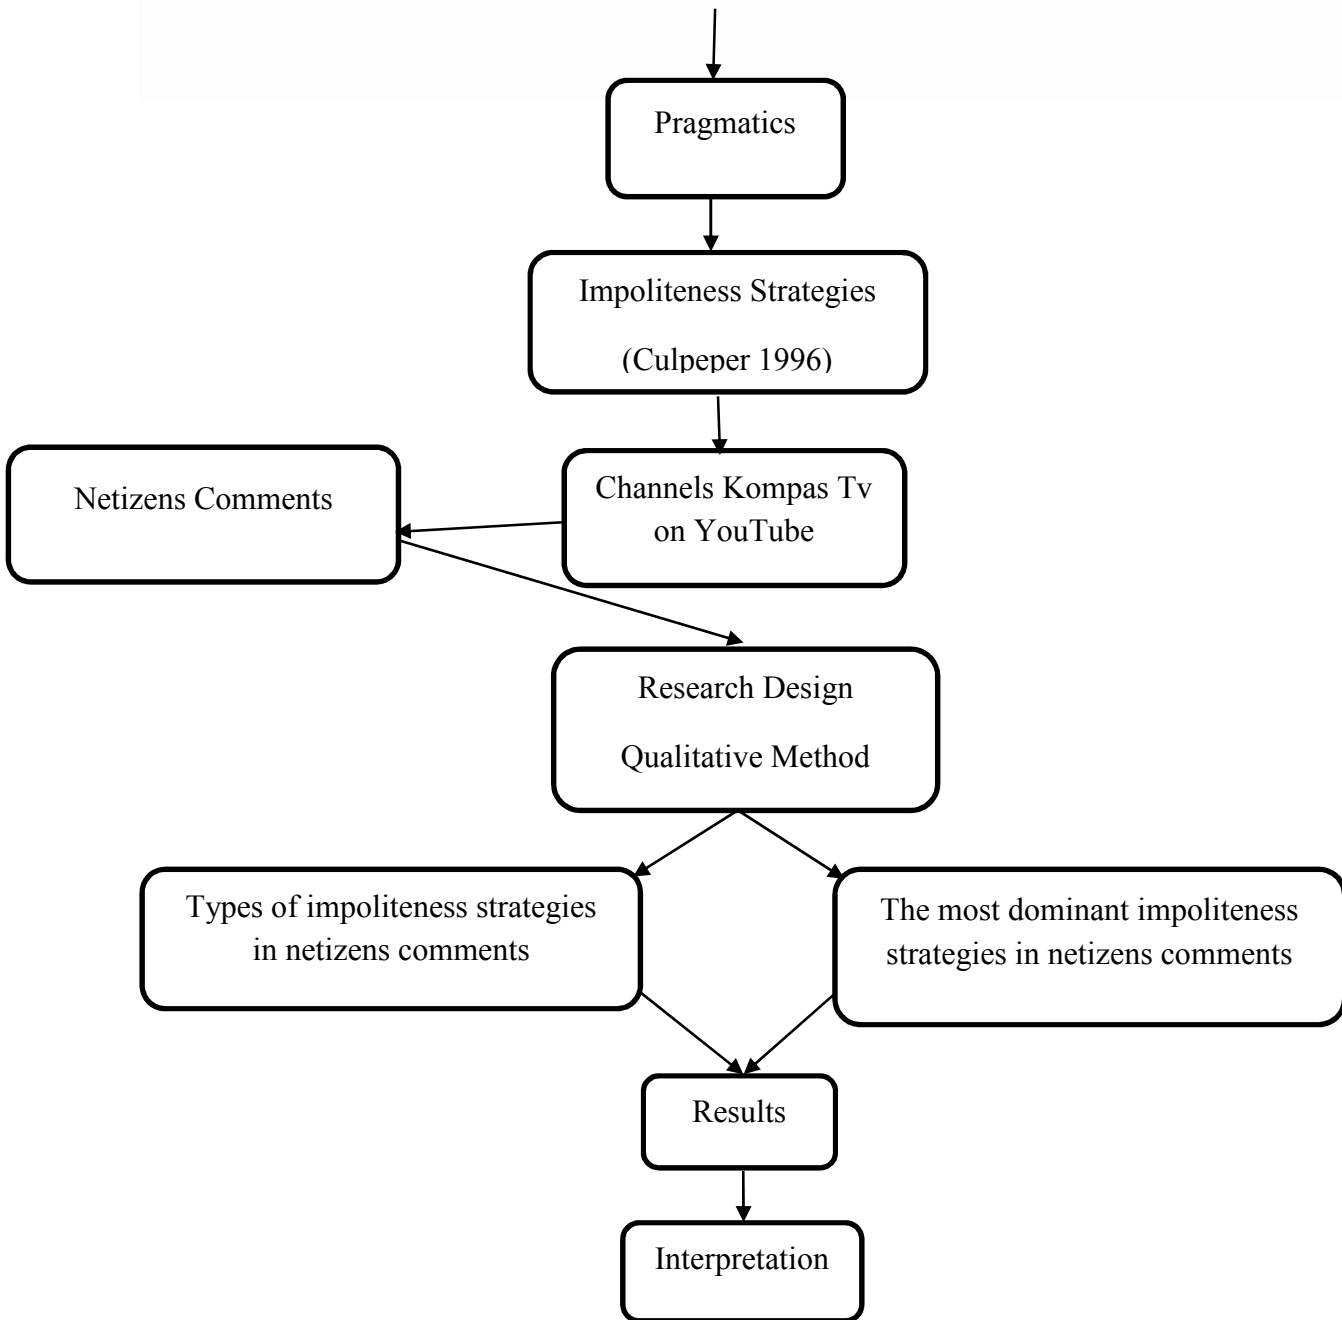 Pragmatics
Impoliteness Strategies
(Culpeper 1996)
Netizens Comments
Channels Kompas Tv
on YouTube
Research Design
Qualitative Method
Types of impoliteness strategies
in netizens comments
The most dominant impoliteness
strategies in netizens comments
Results
Interpretation